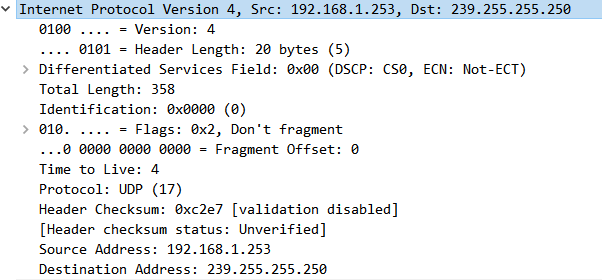 Internet Protocol Version 4, Src: 192.168.1.253, Dst: 239.255.255.250
0100 .... = Version: 4
.... 0101 = Header Length: 20 bytes (5)
Differentiated Services Field: 0x00 (DSCP: CS0, ECN: Not-ECT)
Total Length: 358
Identification: 0x0000 (0)
010. .... = Flags: 0x2, Don't fragment
...0 0000 0000 0000 = Fragment Offset: 0
Time to Live: 4
Protocol: UDP (17)
Header Checksum: 0xc2e7 [validation disabled]
[Header checksum status: Unverified]
Source Address: 192.168.1.253
Destination Address: 239.255.255.250